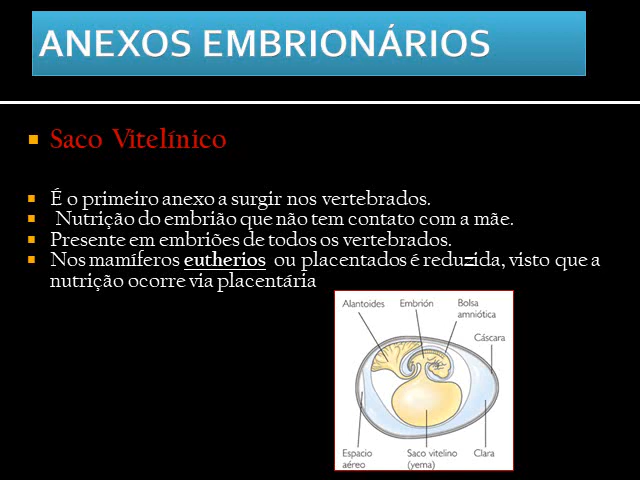 ANEXOS EMBRIONÁRIOS
Saco Vitelínico
É o primeiro anexo a surgir nos vertebrados.
Nutrição do embrião que não tem contato com a mãe.
Presente em embriões de todos os vertebrados.
Nos mamíferos eutherios ou placentados é reduzida, visto que a
nutrição ocorre via placentária
Alantoides
Embrión
Bolsa
amniótica
Cáscara
Espacio
aéreo
Saco vitelino
(yema)
Clara